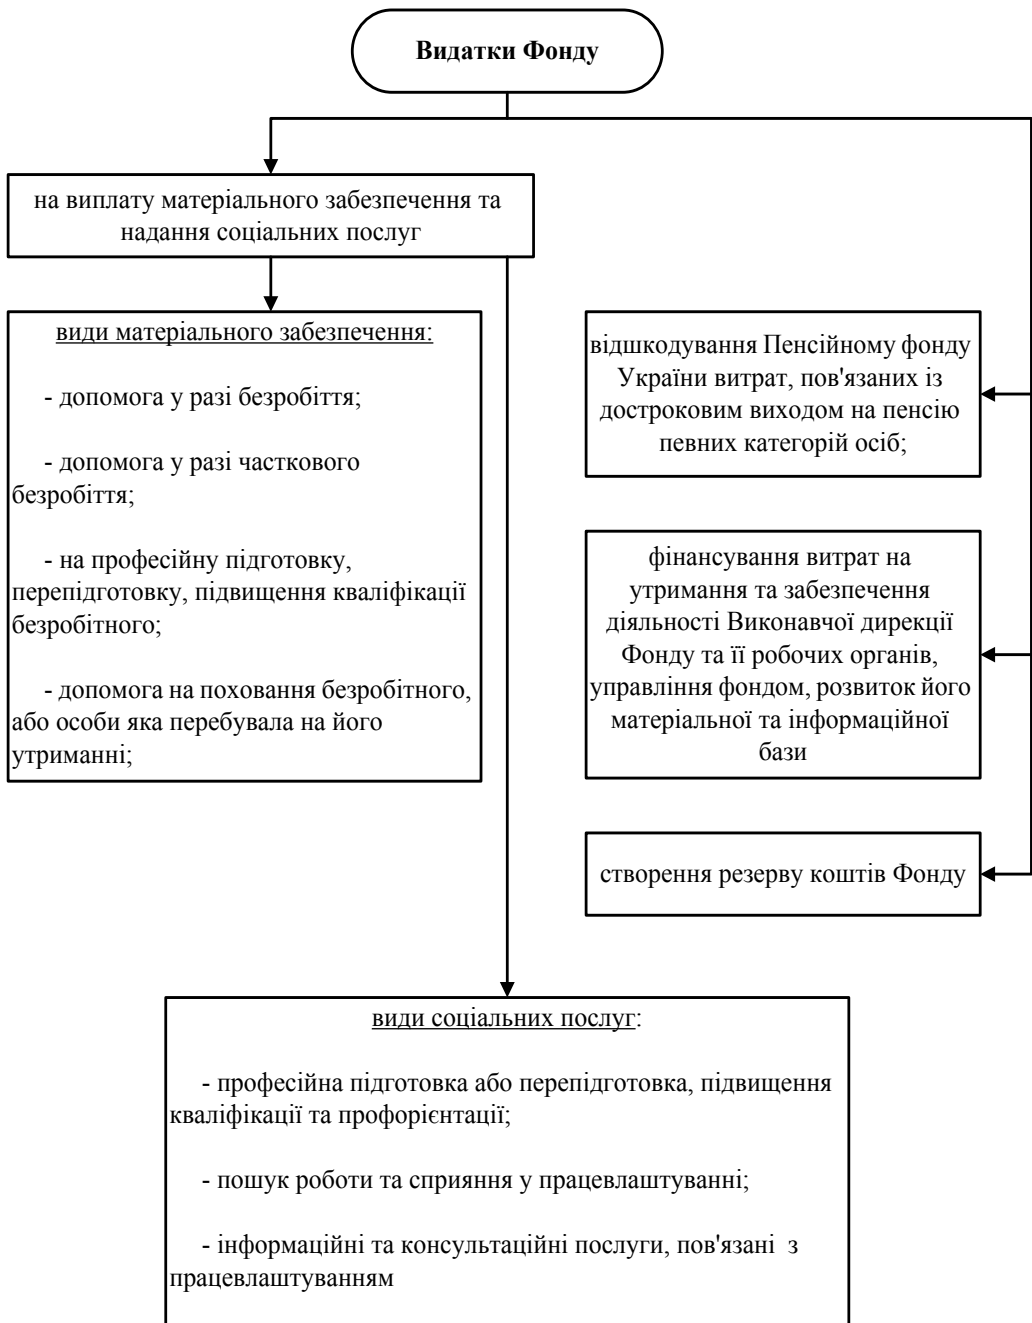 Видатки Фонду
на виплату матеріального забезпечення та
надання соціальних послуг
види матеріального забезпечення:
- допомога у разі безробіття;
- допомога у разі часткового
безробіття;
- на професійну підготовку,
перепідготовку, підвищення кваліфікації
безробітного;
- допомога на поховання безробітного,
або особи яка перебувала на його
утриманні;
відшкодування Пенсійному фонду
України витрат, пов'язаних із
достроковим виходом на пенсію
певних категорій осіб;
фінансування витрат на
утримання та забезпечення
діяльності Виконавчої дирекції
Фонду та її робочих органів,
управління фондом, розвиток його
матеріальної та інформаційної
бази
створення резерву коштів Фонду
види соціальних послуг:
- професійна підготовка або перепідготовка, підвищення
кваліфікації та профорієнтації;
- пошук роботи та сприяння у працевлаштуванні;
- інформаційні та консультаційні послуги, пов'язані з
працевлаштуванням